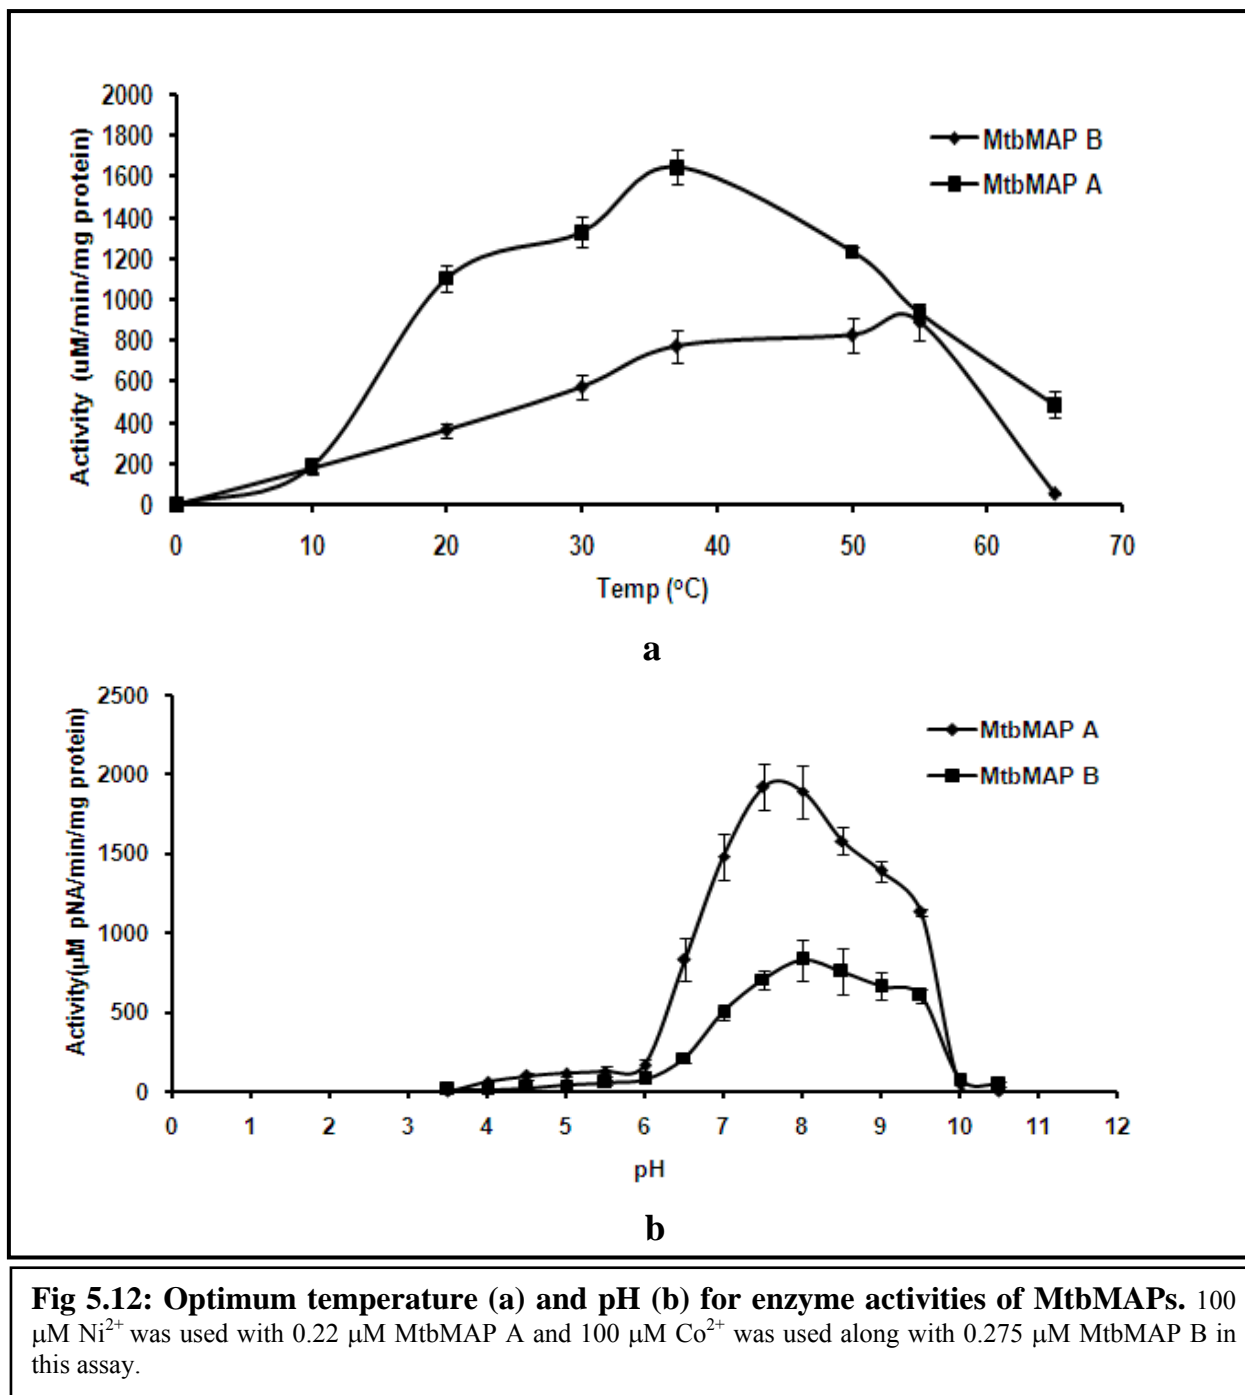 2000
1800
1600
1400
1200
1000
800
600
400
200
0
Activity (uM/min/mg protein)
MtbMAP B
MtbMAP A
0 10 20 30 40 50 60 70
Temp (°C)
a
2500
2000
1500
1000
500
0
Activity(µM pNA/min/mg protein)
MtbMAP A
MtbMAP B
0 1 2 3 4 5 6 7 8 9 10 11 12
pH
b
Fig 5.12: Optimum temperature (a) and pH (b) for enzyme activities of MtbMAPs. 100
µM Ni²⁺ was used with 0.22 µM MtbMAP A and 100 µM Co²⁺ was used along with 0.275 µM MtbMAP B in
this assay.